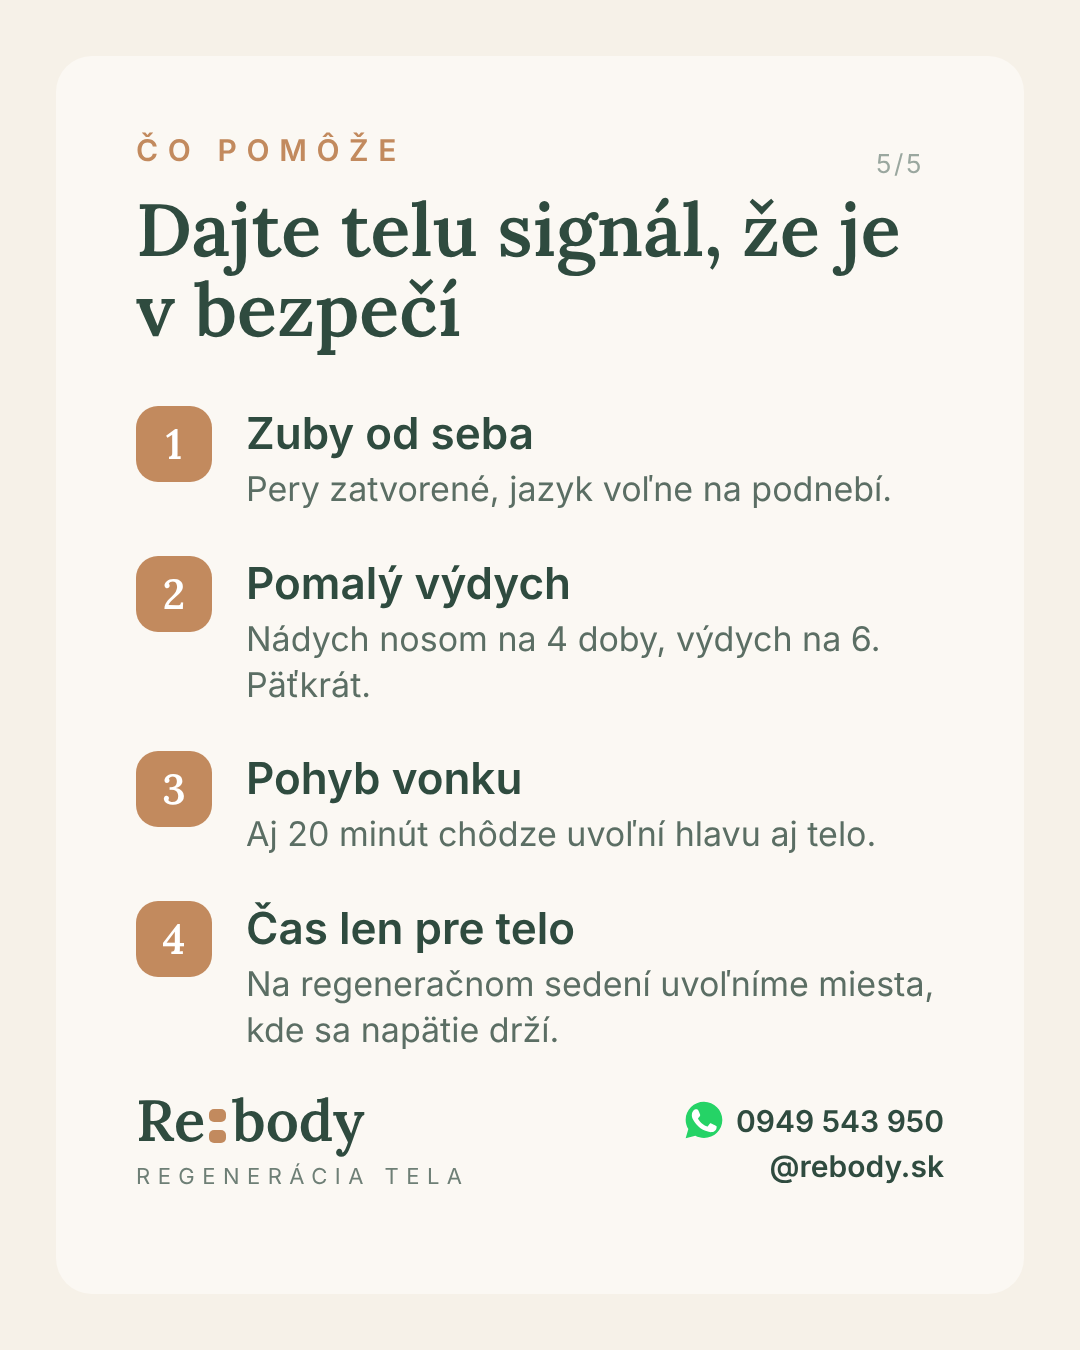 ČO POMÔŽE
5/5
Dajte telu signál, že je
v bezpečí
1
Zuby od seba
Pery zatvorené, jazyk voľne na podnebí.
2
Pomalý výdych
Nádych nosom na 4 doby, výdych na 6.
Päťkrát.
3
Pohyb vonku
Aj 20 minút chôdze uvoľní hlavu aj telo.
4
Čas len pre telo
Na regeneračnom sedení uvoľníme miesta,
kde sa napätie drží.
Re:body
REGENERÁCIA TELA
0949 543 950
@rebody.sk